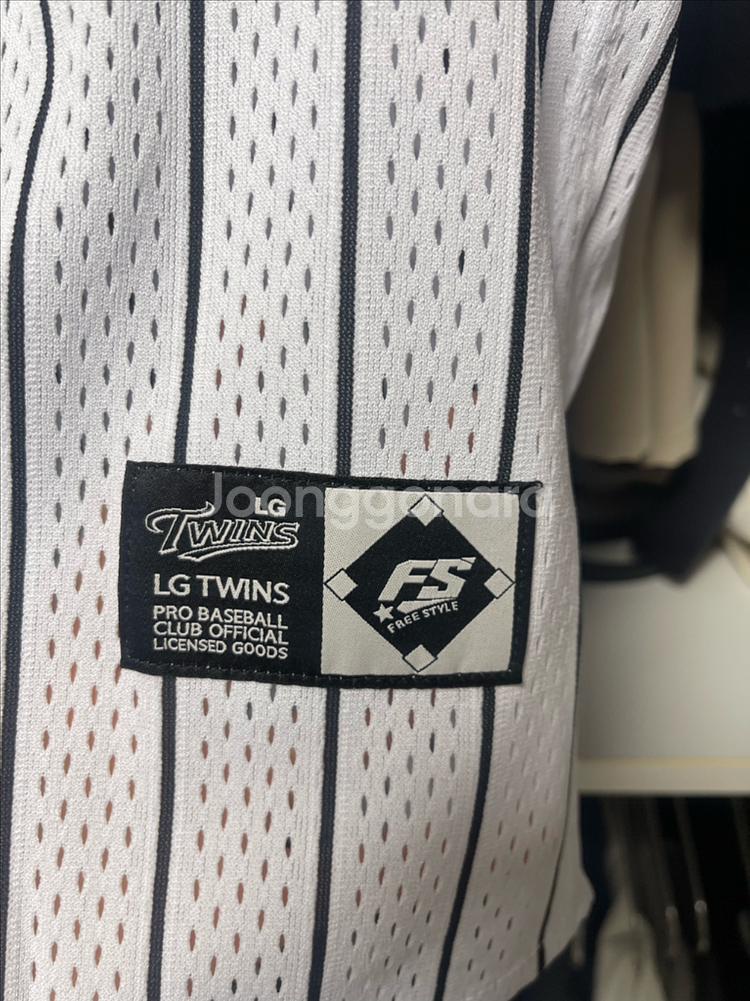 Joonggonara
LG
TWINS
LG TWINS
PRO BASEBALL
CLUB OFFICIAL
LICENSED GOODS
FS
FREE STYLE